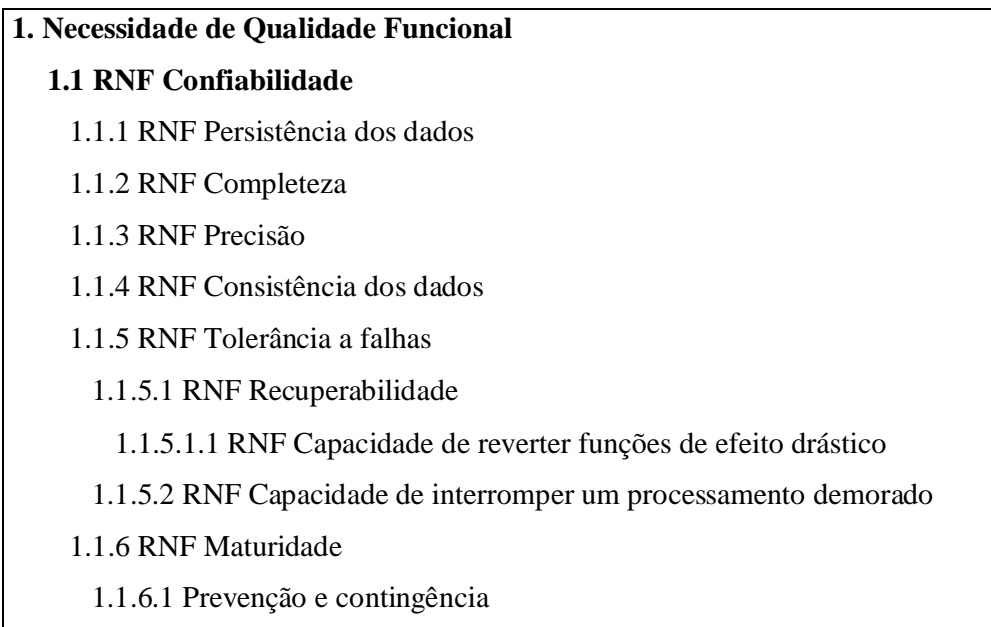 1. Necessidade de Qualidade Funcional
1.1 RNF Confiabilidade
1.1.1 RNF Persistência dos dados
1.1.2 RNF Completeza
1.1.3 RNF Precisão
1.1.4 RNF Consistência dos dados
1.1.5 RNF Tolerância a falhas
1.1.5.1 RNF Recuperabilidade
1.1.5.1.1 RNF Capacidade de reverter funções de efeito drástico
1.1.5.2 RNF Capacidade de interromper um processamento demorado
1.1.6 RNF Maturidade
1.1.6.1 Prevenção e contingência